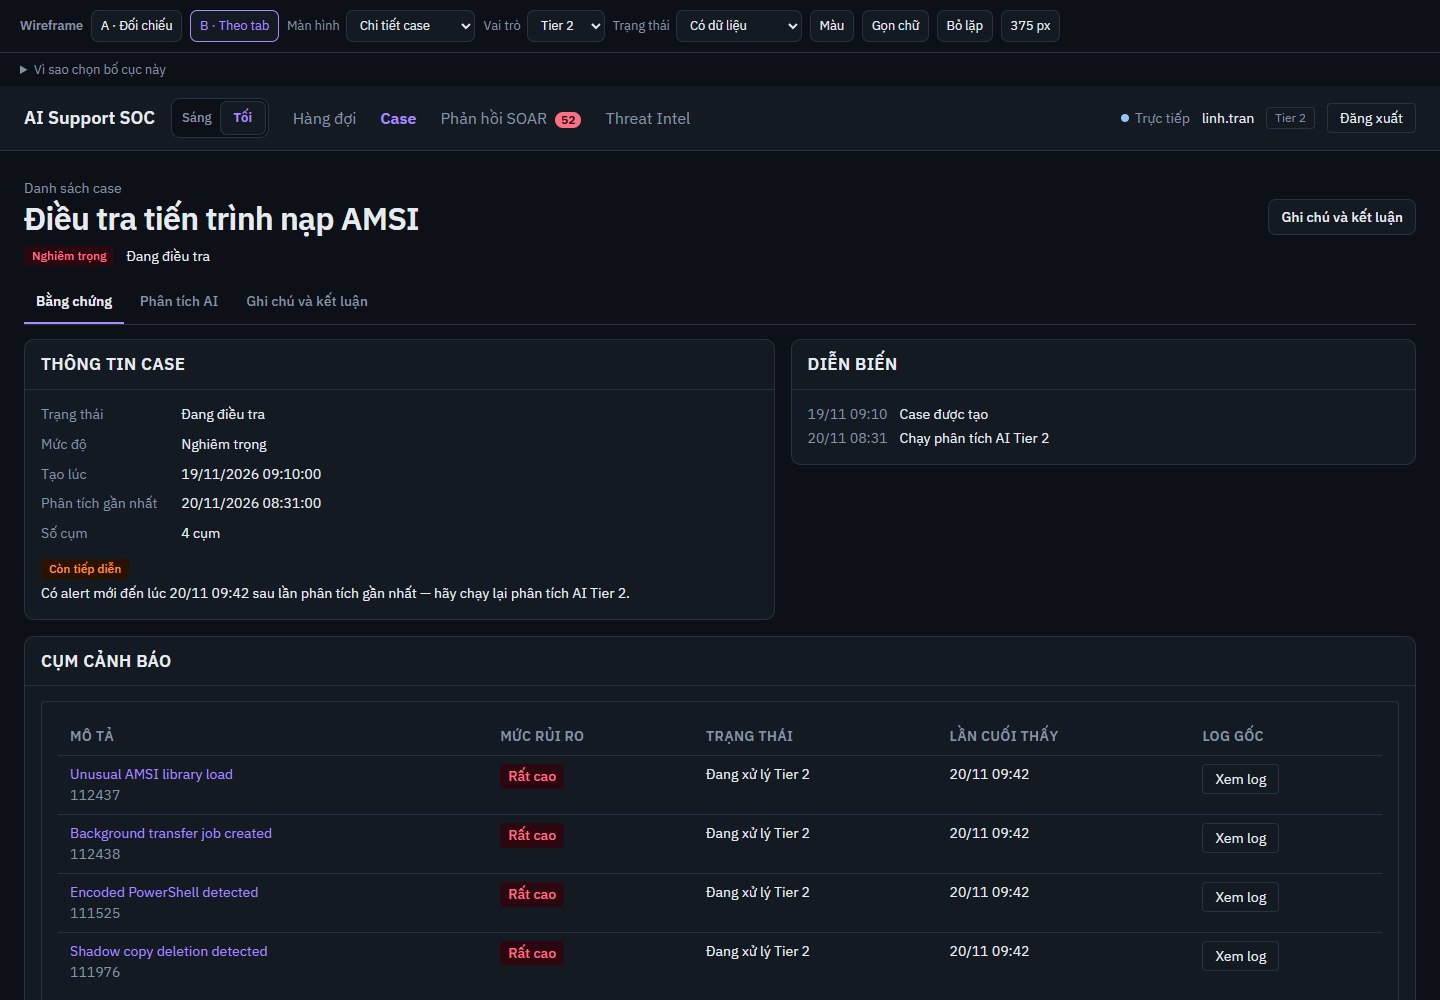 Wireframe A · Đối chiếu B · Theo tab Màn hình Chi tiết case Vai trò Tier 2 Trạng thái Có dữ liệu Màu Gọn chữ Bỏ lặp 375 px
Vì sao chọn bố cục này
AI Support SOC Sáng Tối Hàng đợi Case Phản hồi SOAR 52 Threat Intel Trực tiếp linh.tran Tier 2 Đăng xuất
Danh sách case
Điều tra tiến trình nạp AMSI
Ghi chú và kết luận
Nghiêm trọng Đang điều tra
Bằng chứng Phân tích AI Ghi chú và kết luận
THÔNG TIN CASE
Trạng thái Đang điều tra
Mức độ Nghiêm trọng
Tạo lúc 19/11/2026 09:10:00
Phân tích gần nhất 20/11/2026 08:31:00
Số cụm 4 cụm
Còn tiếp diễn
Có alert mới đến lúc 20/11 09:42 sau lần phân tích gần nhất — hãy chạy lại phân tích AI Tier 2.
DIỄN BIẾN
19/11 09:10 Case được tạo
20/11 08:31 Chạy phân tích AI Tier 2
CỤM CẢNH BÁO
MÔ TẢ MỨC RỦI RO TRẠNG THÁI LẦN CUỐI THẤY LOG GỐC
Unusual AMSI library load Rất cao Đang xử lý Tier 2 20/11 09:42 Xem log
112437
Background transfer job created Rất cao Đang xử lý Tier 2 20/11 09:42 Xem log
112438
Encoded PowerShell detected Rất cao Đang xử lý Tier 2 20/11 09:42 Xem log
111525
Shadow copy deletion detected Rất cao Đang xử lý Tier 2 20/11 09:42 Xem log
111976